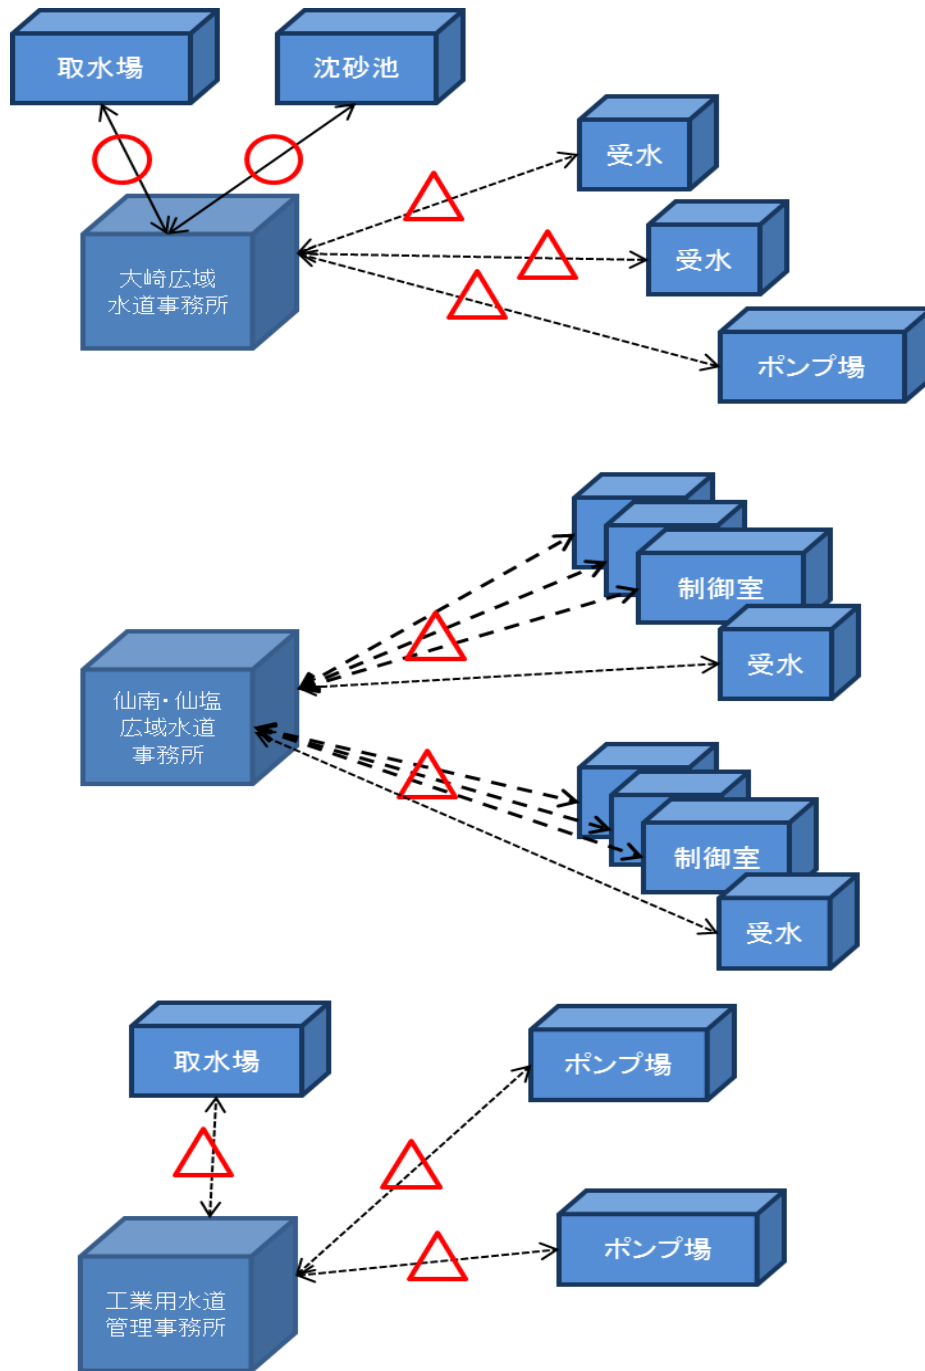 取水場
沈砂池
受水
受水
大崎広域
水道事務所
ポンプ場
制御室
受水
仙南・仙塩
広域水道
事務所
制御室
受水
取水場
ポンプ場
ポンプ場
工業用水道
管理事務所